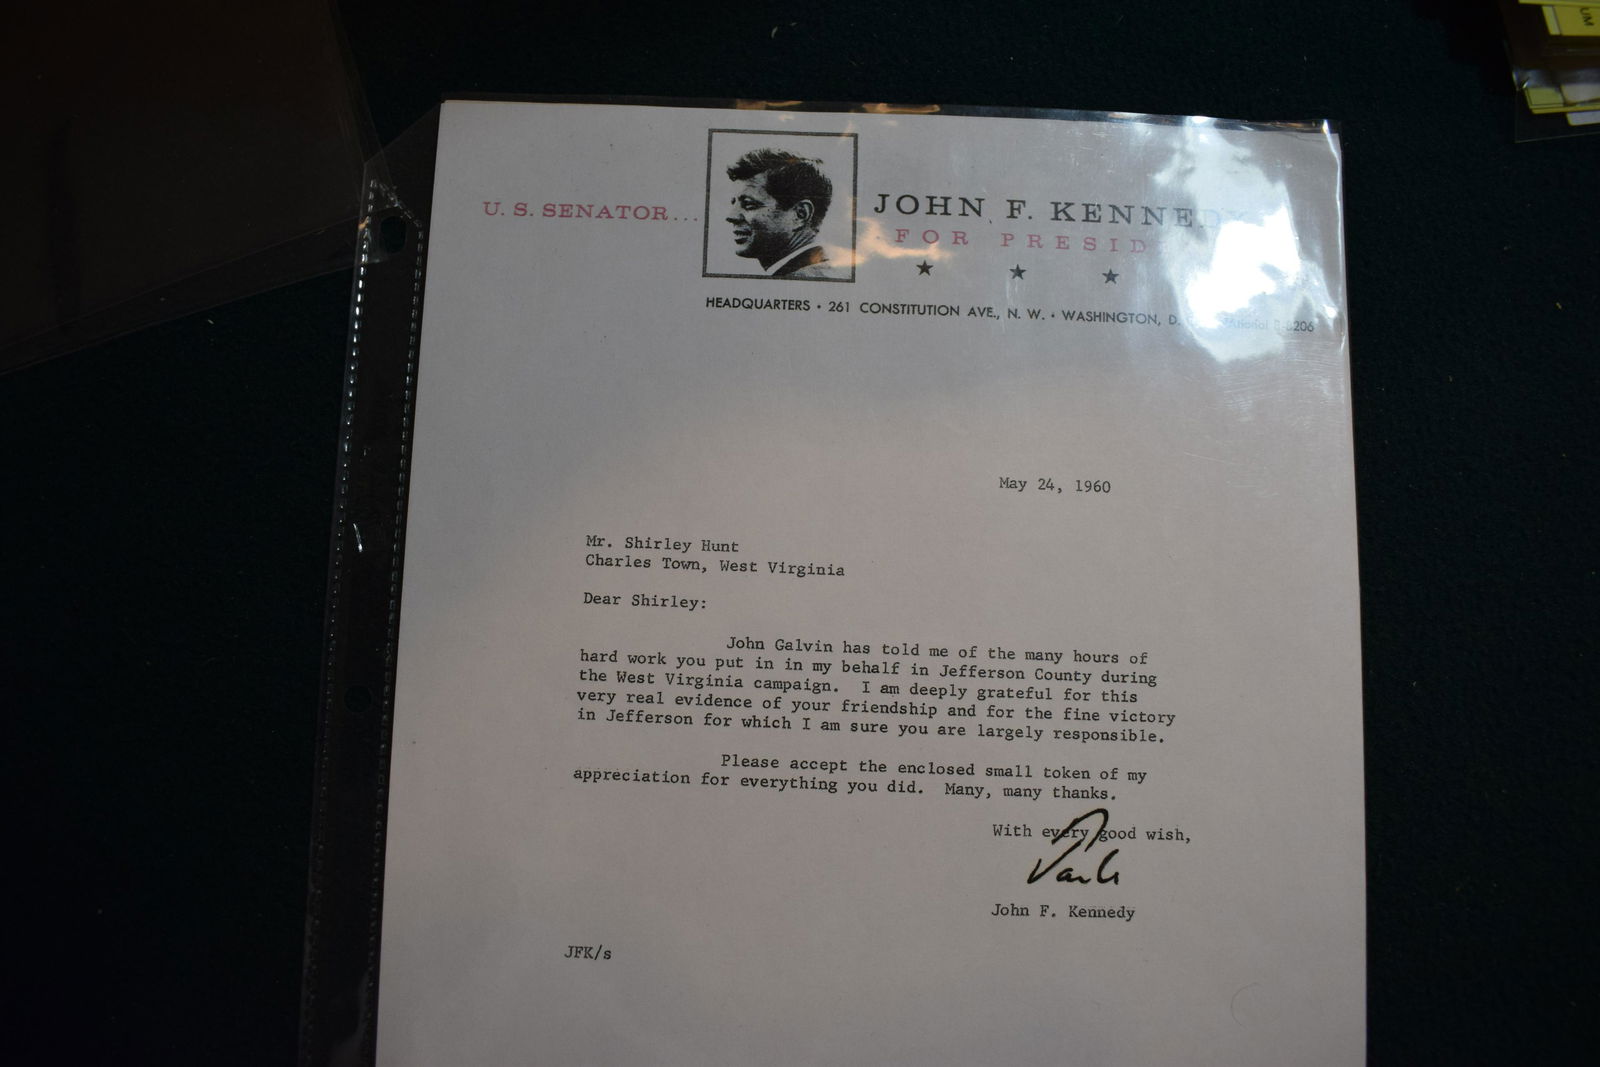 U. S. SENATOR...
JOHN F. KENNEDY
FOR PRESID
★ ★ ★
HEADQUARTERS • 261 CONSTITUTION AVE., N. W. • WASHINGTON, D.
May 24, 1960
Mr. Shirley Hunt
Charles Town, West Virginia
Dear Shirley:
John Galvin has told me of the many hours of
hard work you put in in my behalf in Jefferson County during
the West Virginia campaign. I am deeply grateful for this
very real evidence of your friendship and for the fine victory
in Jefferson for which I am sure you are largely responsible.
Please accept the enclosed small token of my
appreciation for everything you did. Many, many thanks.
With every good wish,
John F. Kennedy
JFK/s
UM